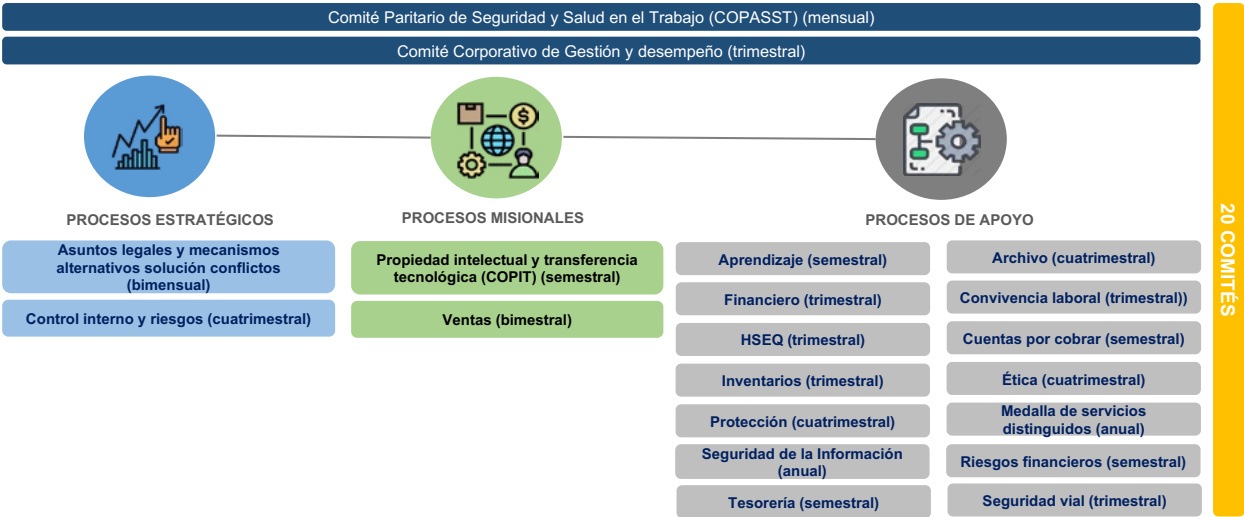 Comité Paritario de Seguridad y Salud en el Trabajo (COPASST) (mensual)
Comité Corporativo de Gestión y desempeño (trimestral)
$
PROCESOS ESTRATÉGICOS
Asuntos legales y mecanismos
alternativos solución conflictos
(bimensual)
Control interno y riesgos (cuatrimestral)
PROCESOS MISIONALES
Propiedad intelectual y transferencia
tecnológica (COPIT) (semestral)
Ventas (bimestral)
PROCESOS DE APOYO
Aprendizaje (semestral)
Financiero (trimestral)
HSEQ (trimestral)
Inventarios (trimestral)
Protección (cuatrimestral)
Seguridad de la Información
(anual)
Tesorería (semestral)
Archivo (cuatrimestral)
Convivencia laboral (trimestral))
Cuentas por cobrar (semestral)
Ética (cuatrimestral)
Medalla de servicios
distinguidos (anual)
Riesgos financieros (semestral)
Seguridad vial (trimestral)
20 COMITÉS